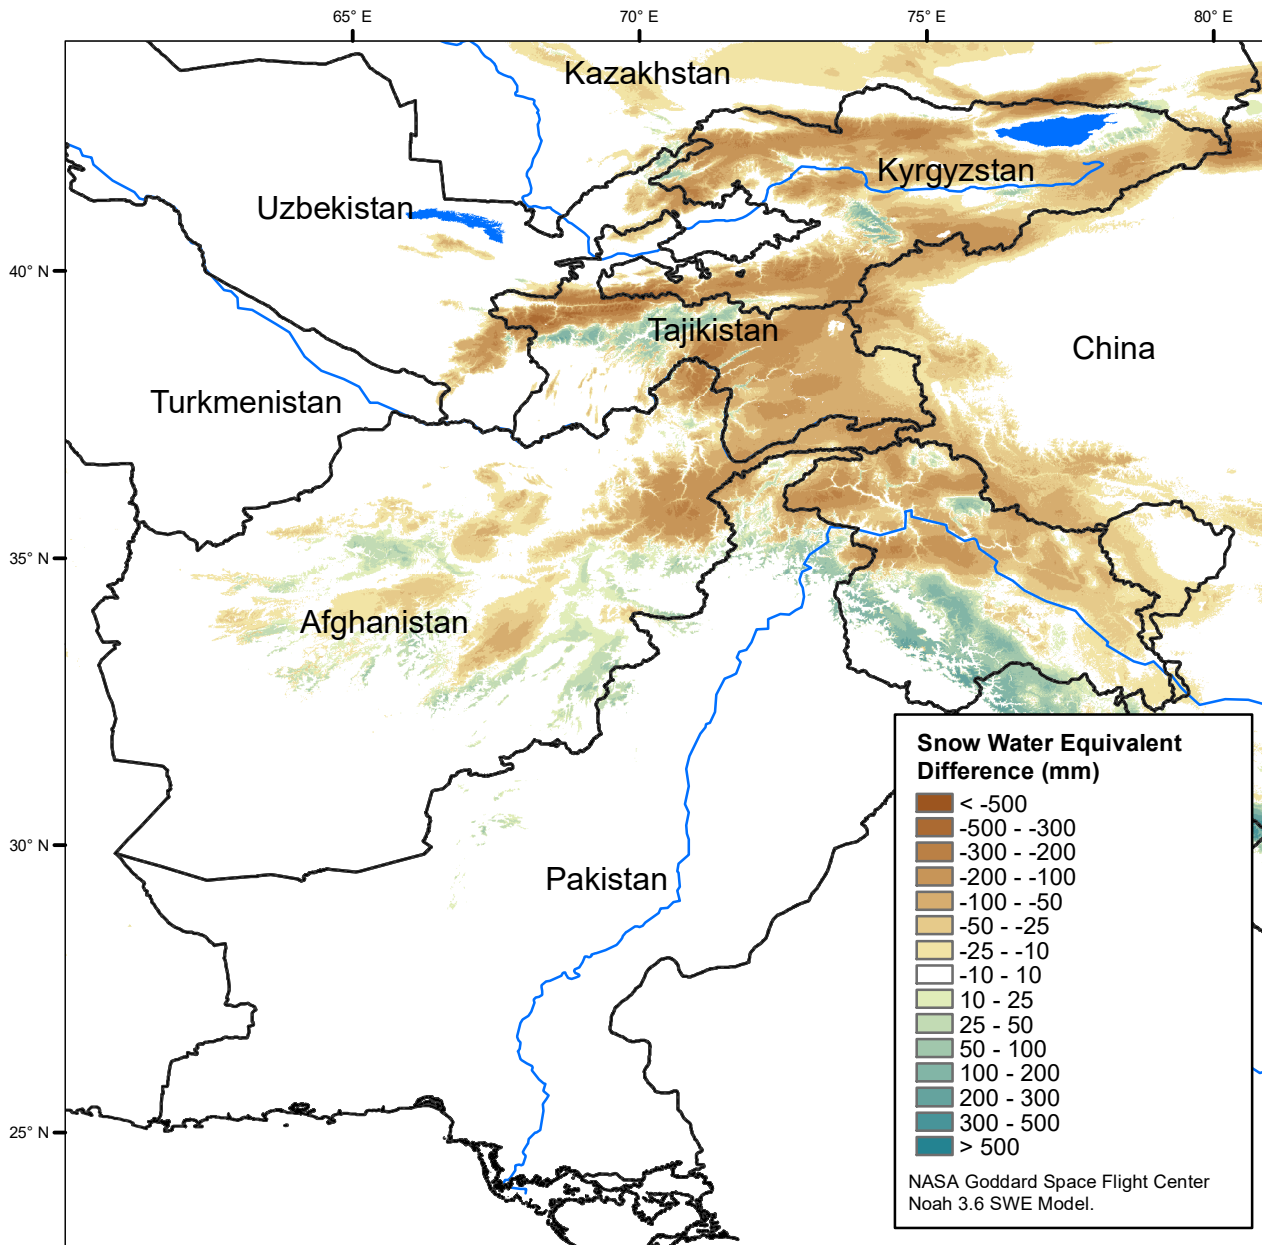 65° E
70° E
75° E
80° E
Kazakhstan
Kyrgyzstan
Uzbekistan
40° N
Tajikistan
China
Turkmenistan
35° N
Afghanistan
Snow Water Equivalent
Difference (mm)
< -500
-500 - -300
-300 - -200
-200 - -100
-100 - -50
-50 - -25
-25 - -10
-10 - 10
10 - 25
25 - 50
50 - 100
100 - 200
200 - 300
300 - 500
> 500
30° N
Pakistan
25° N
NASA Goddard Space Flight Center
Noah 3.6 SWE Model.